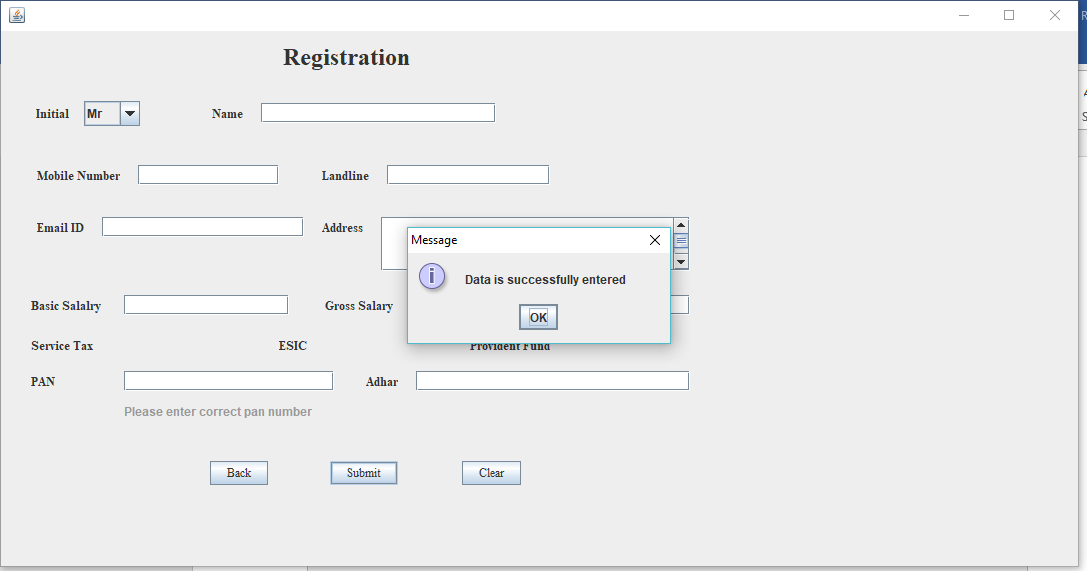 Registration
Initial Mr Name
Mobile Number Landline
Email ID Address
Message
Data is successfully entered
OK
Basic Salalry Gross Salary
Service Tax ESIC Provident Fund
PAN Adhar
Please enter correct pan number
Back Submit Clear